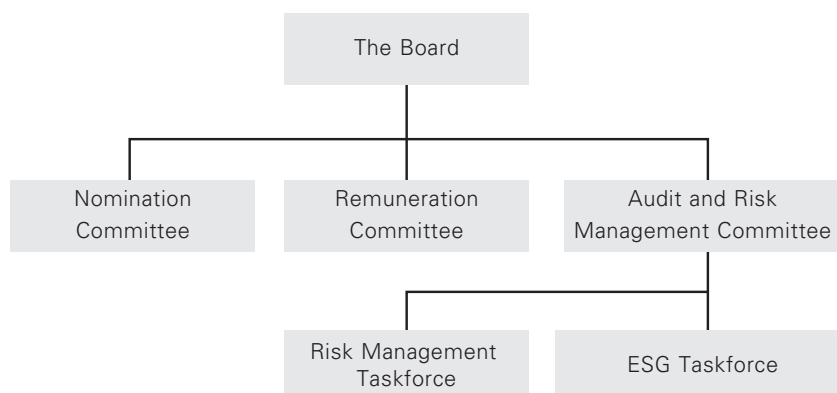 The Board
Nomination
Committee
Remuneration
Committee
Audit and Risk
Management Committee
Risk Management
Taskforce
ESG Taskforce